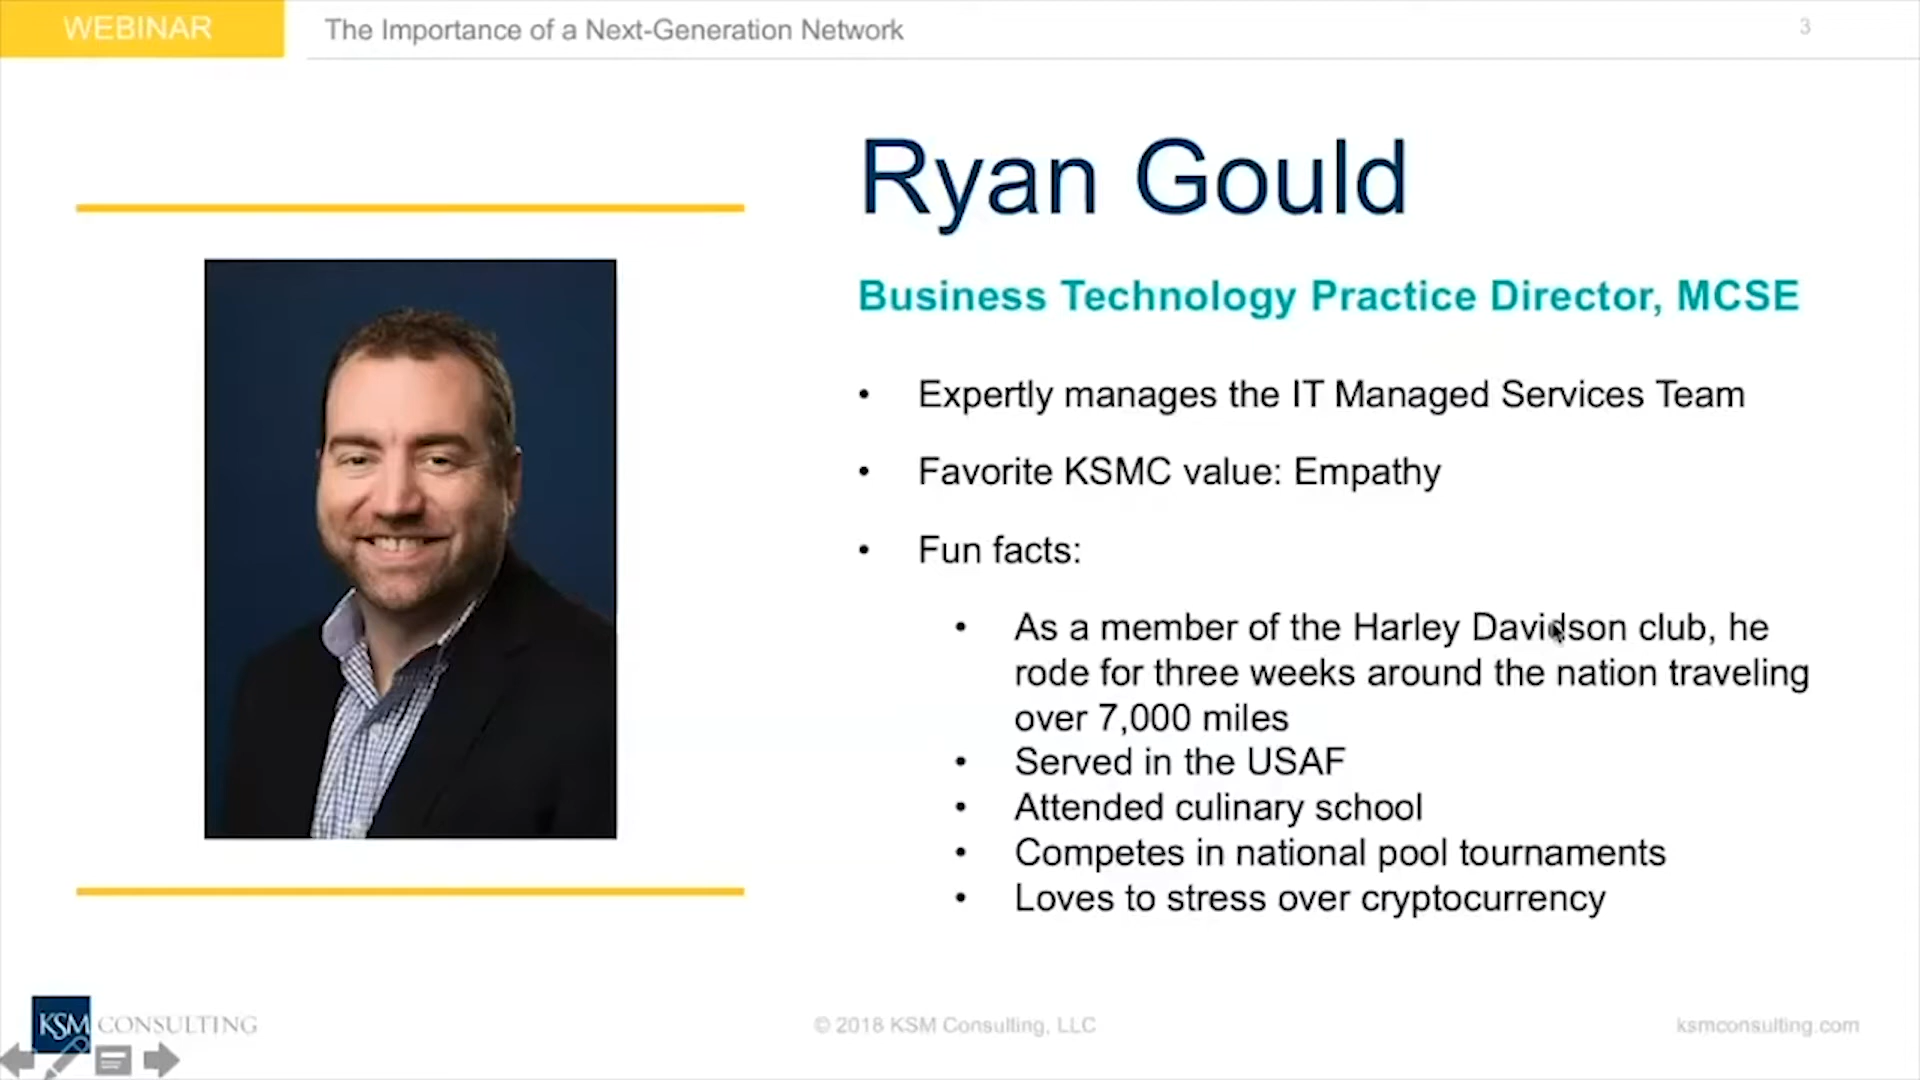 WEBINAR
The Importance of a Next-Generation Network
3
Ryan Gould
Business Technology Practice Director, MCSE
• Expertly manages the IT Managed Services Team
• Favorite KSMC value: Empathy
• Fun facts:
• As a member of the Harley Davidson club, he
rode for three weeks around the nation traveling
over 7,000 miles
• Served in the USAF
• Attended culinary school
• Competes in national pool tournaments
• Loves to stress over cryptocurrency
KSM CONSULTING
© 2018 KSM Consulting, LLC
ksmconsulting.com